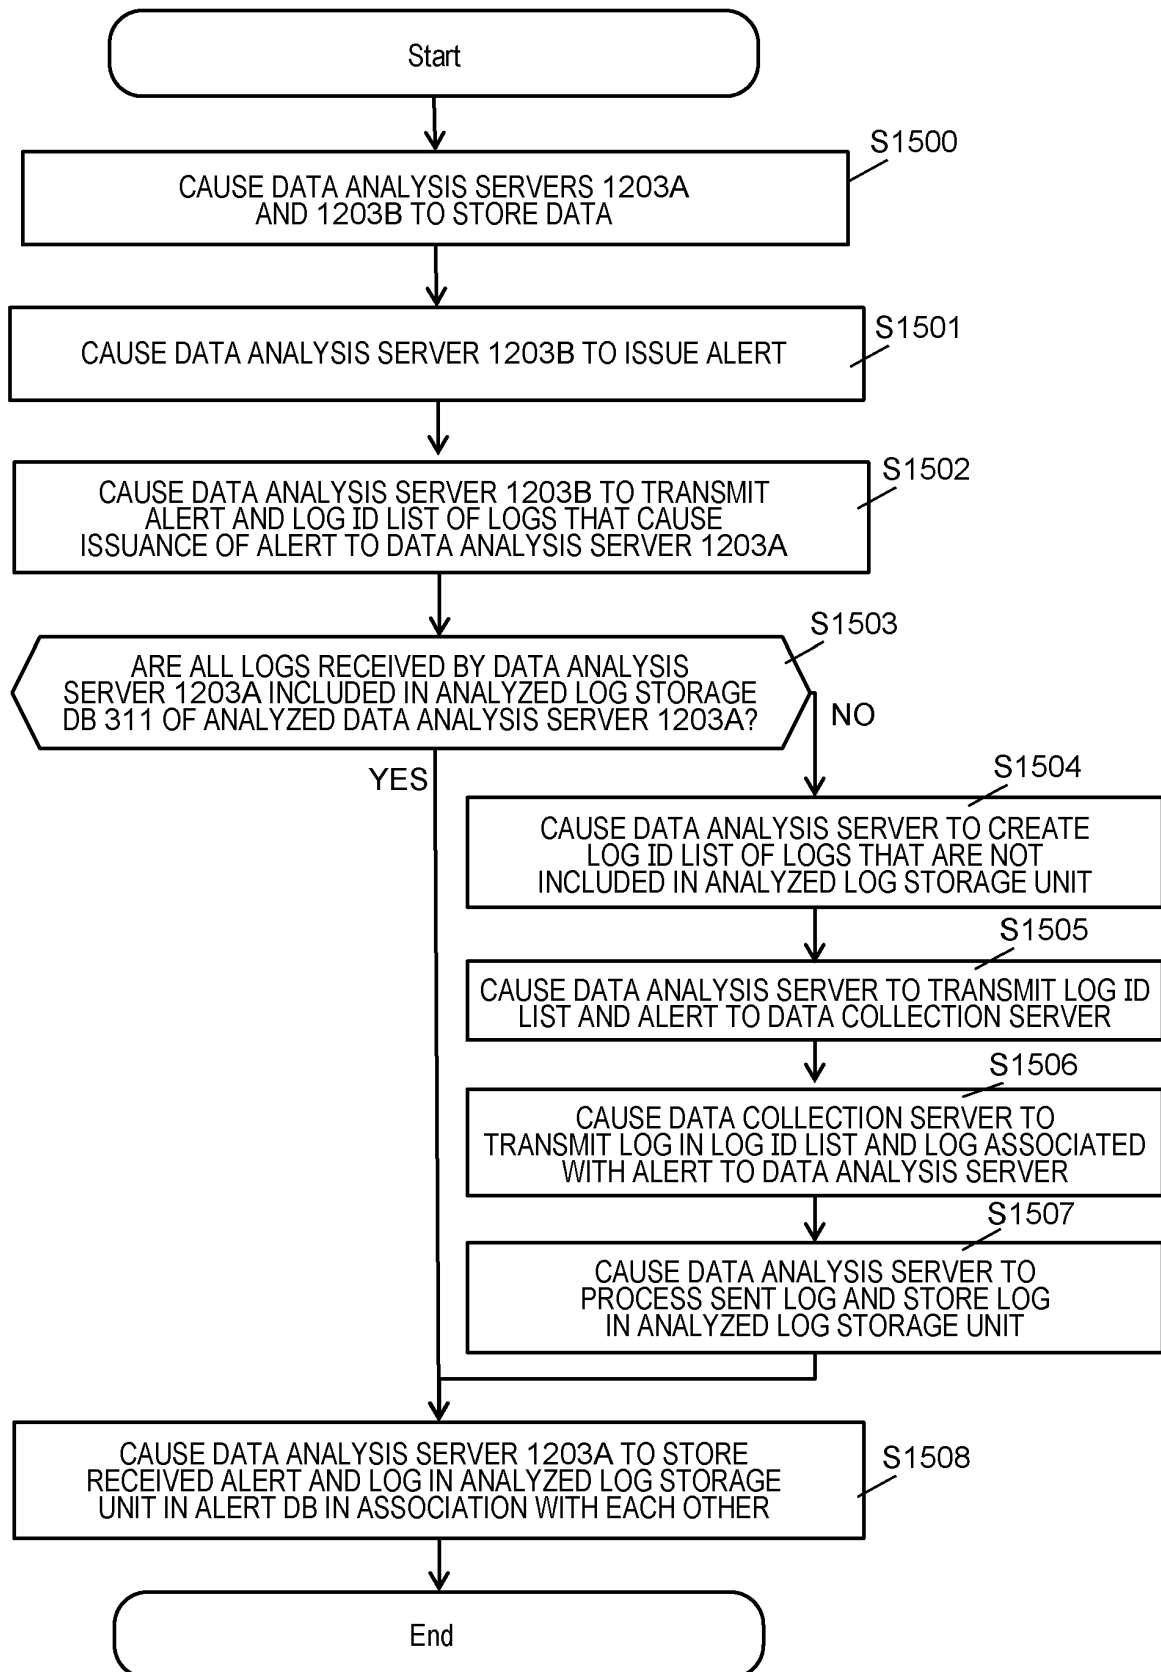 Start
S1500
CAUSE DATA ANALYSIS SERVERS 1203A
AND 1203B TO STORE DATA
S1501
CAUSE DATA ANALYSIS SERVER 1203B TO ISSUE ALERT
S1502
CAUSE DATA ANALYSIS SERVER 1203B TO TRANSMIT
ALERT AND LOG ID LIST OF LOGS THAT CAUSE
ISSUANCE OF ALERT TO DATA ANALYSIS SERVER 1203A
S1503
ARE ALL LOGS RECEIVED BY DATA ANALYSIS
SERVER 1203A INCLUDED IN ANALYZED LOG STORAGE
DB 311 OF ANALYZED DATA ANALYSIS SERVER 1203A?
NO
YES
S1504
CAUSE DATA ANALYSIS SERVER TO CREATE
LOG ID LIST OF LOGS THAT ARE NOT
INCLUDED IN ANALYZED LOG STORAGE UNIT
S1505
CAUSE DATA ANALYSIS SERVER TO TRANSMIT LOG ID
LIST AND ALERT TO DATA COLLECTION SERVER
S1506
CAUSE DATA COLLECTION SERVER TO
TRANSMIT LOG IN LOG ID LIST AND LOG ASSOCIATED
WITH ALERT TO DATA ANALYSIS SERVER
S1507
CAUSE DATA ANALYSIS SERVER TO
PROCESS SENT LOG AND STORE LOG
IN ANALYZED LOG STORAGE UNIT
S1508
CAUSE DATA ANALYSIS SERVER 1203A TO STORE
RECEIVED ALERT AND LOG IN ANALYZED LOG STORAGE
UNIT IN ALERT DB IN ASSOCIATION WITH EACH OTHER
End